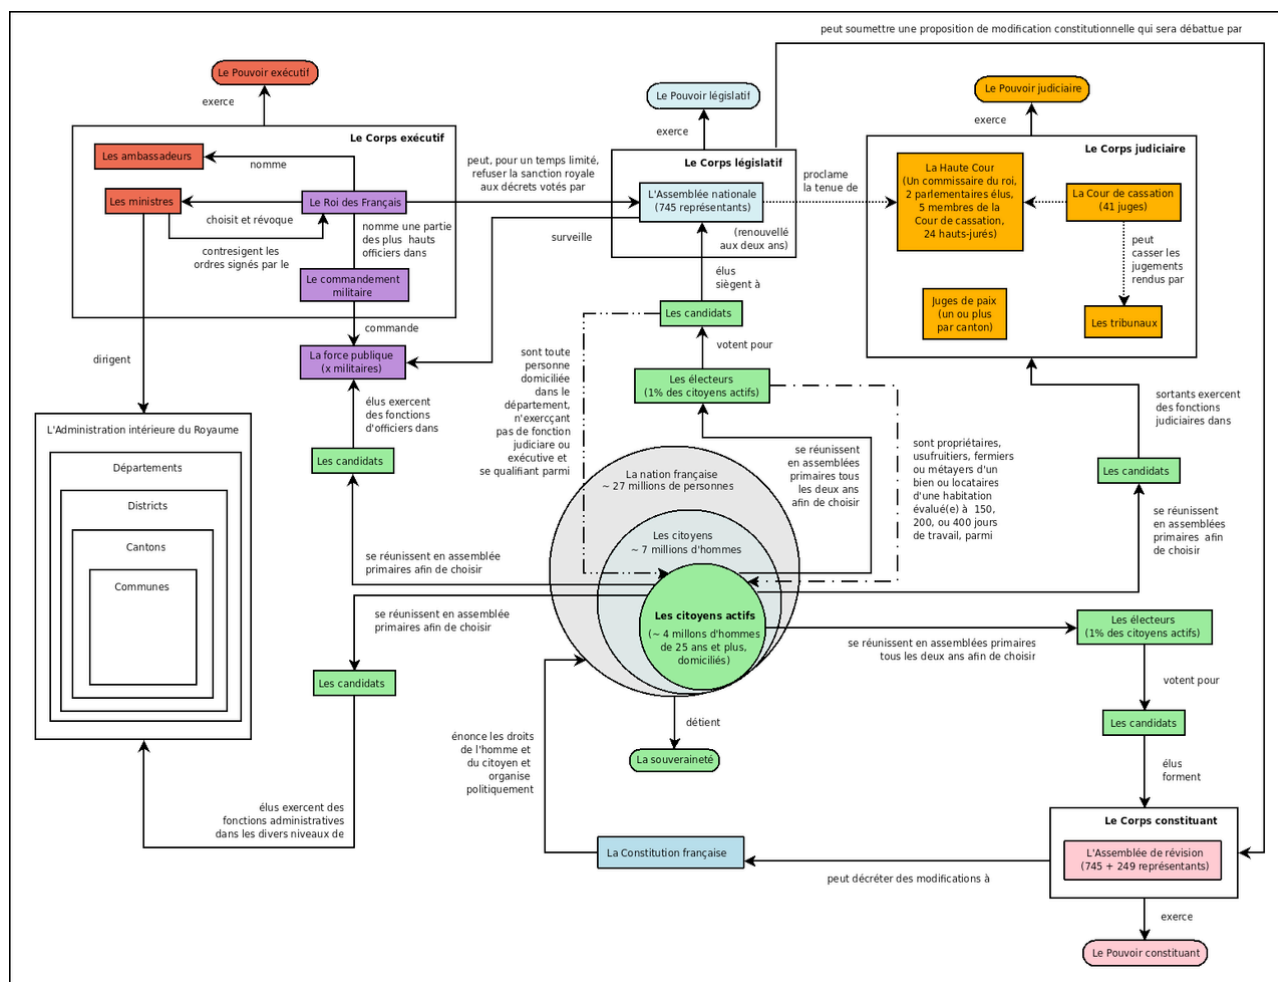 peut soumettre une proposition de modification constitutionnelle qui sera débattue par
Le Pouvoir exécutif
exerce
Le Corps exécutif
Les ambassadeurs
nomme
Les ministres
Le Roi des Français
choisit et révoque
contresigent les
ordres signés par le
nomme une partie
des plus hauts
officiers dans
Le commandement
militaire
commande
La force publique
(x militaires)
dirigent
peut, pour un temps limité,
refuser la sanction royale
aux décrets votés par
surveille
Le Pouvoir législatif
exerce
Le Corps législatif
L'Assemblée nationale
(745 représentants)
(renouvellé
aux deux ans)
proclame
la tenue de
Le Pouvoir judiciaire
exerce
Le Corps judiciaire
La Haute Cour
(Un commissaire du roi,
2 parlementaires élus,
5 membres de la
Cour de cassation,
24 hauts-jurés)
La Cour de cassation
(41 juges)
peut
casser les
jugements
rendus par
Juges de paix
(un ou plus
par canton)
Les tribunaux
élus
siègent à
Les candidats
votent pour
Les électeurs
(1% des citoyens actifs)
sont toute
personne
domiciliée
dans le
département,
n'exercçant
pas de fonction
judiciare ou
exécutive et
se qualifiant parmi
se réunissent
en assemblées
primaires tous
les deux ans
afin de choisir
sont propriétaires,
usufruitiers, fermiers
ou métayers d'un
bien ou locataires
d'une habitation
évalué(e) à 150,
200, ou 400 jours
de travail, parmi
sortants exercent
des fonctions
judiciaires dans
Les candidats
se réunissent
en assemblées
primaires afin
de choisir
élus exercent
des fonctions
d'officiers dans
Les candidats
se réunissent en assemblée
primaires afin de choisir
L'Administration intérieure du Royaume
Départements
Districts
Cantons
Communes
La nation française
~ 27 millions de personnes
Les citoyens
~ 7 millions d'hommes
Les citoyens actifs
(~ 4 millons d'hommes
de 25 ans et plus,
domiciliés)
se réunissent en assemblée
primaires afin de choisir
Les candidats
élus exercent des
fonctions administratives
dans les divers niveaux de
détient
La souveraineté
énonce les droits
de l'homme et
du citoyen et
organise
politiquement
La Constitution française
peut décréter des modifications à
se réunissent en assemblées primaires
tous les deux ans afin de choisir
Les électeurs
(1% des citoyens actifs)
votent pour
Les candidats
élus
forment
Le Corps constituant
L'Assemblée de révision
(745 + 249 représentants)
exerce
Le Pouvoir constituant